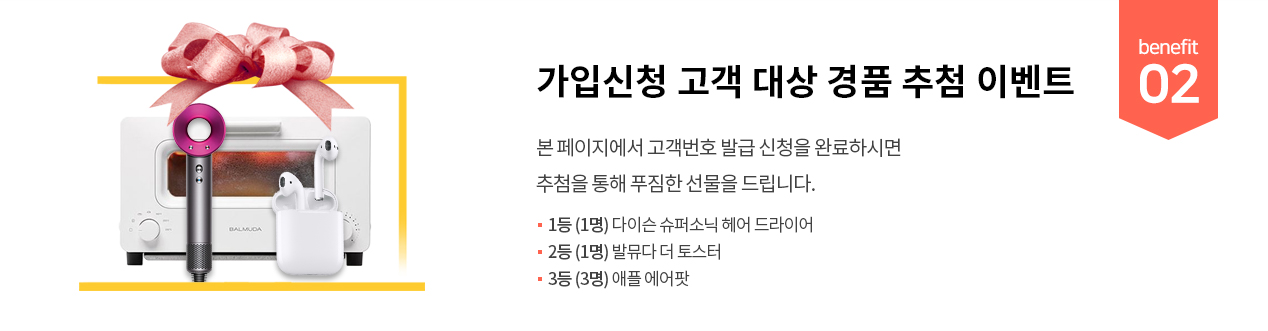 benefit
02
가입신청 고객 대상 경품 추첨 이벤트
본 페이지에서 고객번호 발급 신청을 완료하시면
추첨을 통해 푸짐한 선물을 드립니다.
1등 (1명) 다이슨 슈퍼소닉 헤어 드라이어
2등 (1명) 발뮤다 더 토스터
3등 (3명) 애플 에어팟
BALMUDA